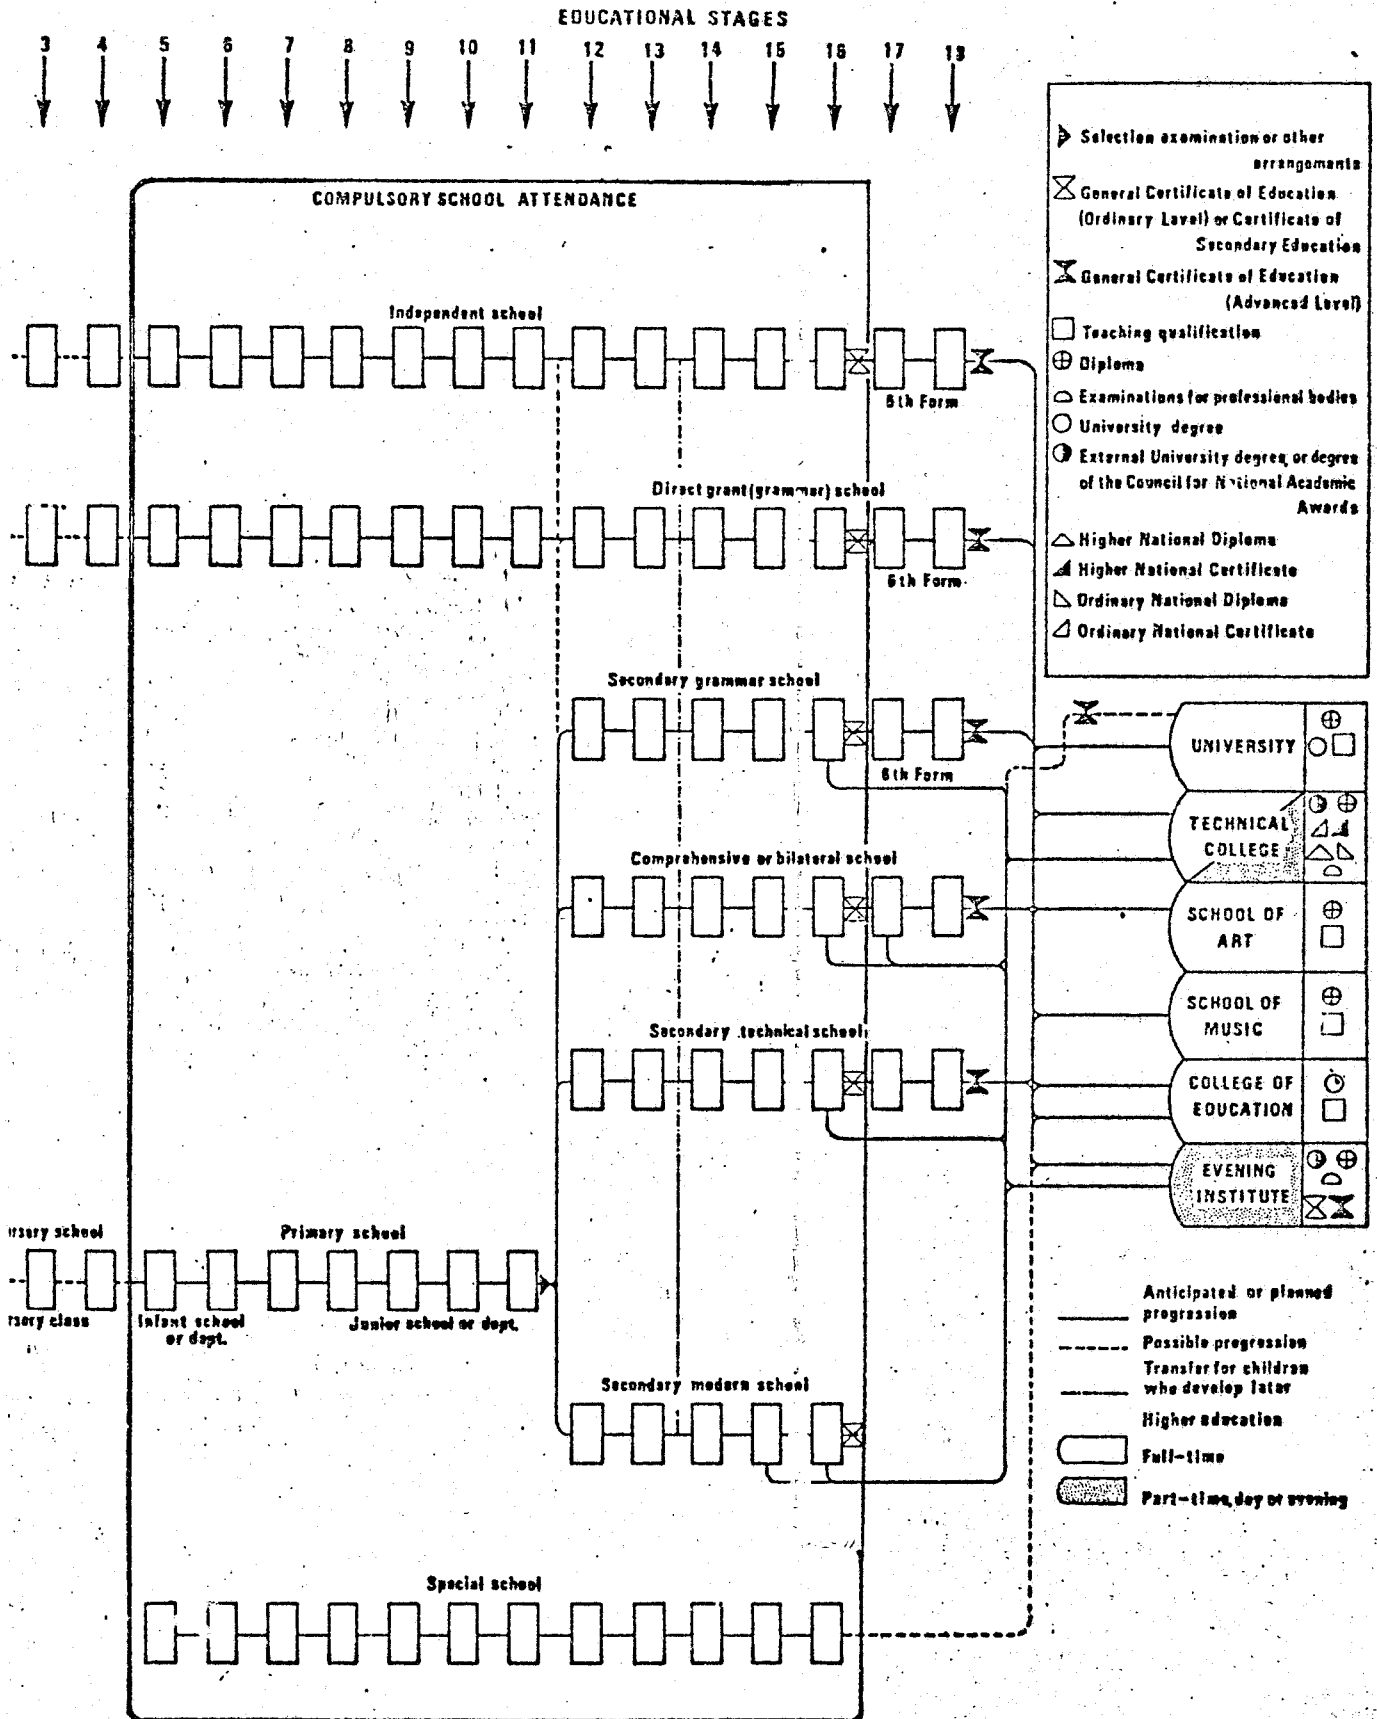 EDUCATIONAL STAGES
3 4 5 6 7 8 9 10 11 12 13 14 15 16 17 18
COMPULSORY SCHOOL ATTENDANCE
Selection examination or other
arrangements
General Certificate of Education
(Ordinary Level) or Certificate of
Secondary Education
General Certificate of Education
(Advanced Level)
Teaching qualification
Diploma
Examinations for professional bodies
University degree
External University degree, or degree
of the Council for National Academic
Awards
Higher National Diploma
Higher National Certificate
Ordinary National Diploma
Ordinary National Certificate
Independent school
6th Form
Direct grant (grammar) school
6th Form
Secondary grammar school
6th Form
Comprehensive or bilateral school
Secondary technical school
rsery school
Primary school
rsery class
Infant school
or dept.
Junior school or dept.
Secondary modern school
Special school
UNIVERSITY
TECHNICAL
COLLEGE
SCHOOL OF
ART
SCHOOL OF
MUSIC
COLLEGE OF
EDUCATION
EVENING
INSTITUTE
Anticipated or planned
progression
Possible progression
Transfer for children
who develop later
Higher education
Full-time
Part-time, day or evening